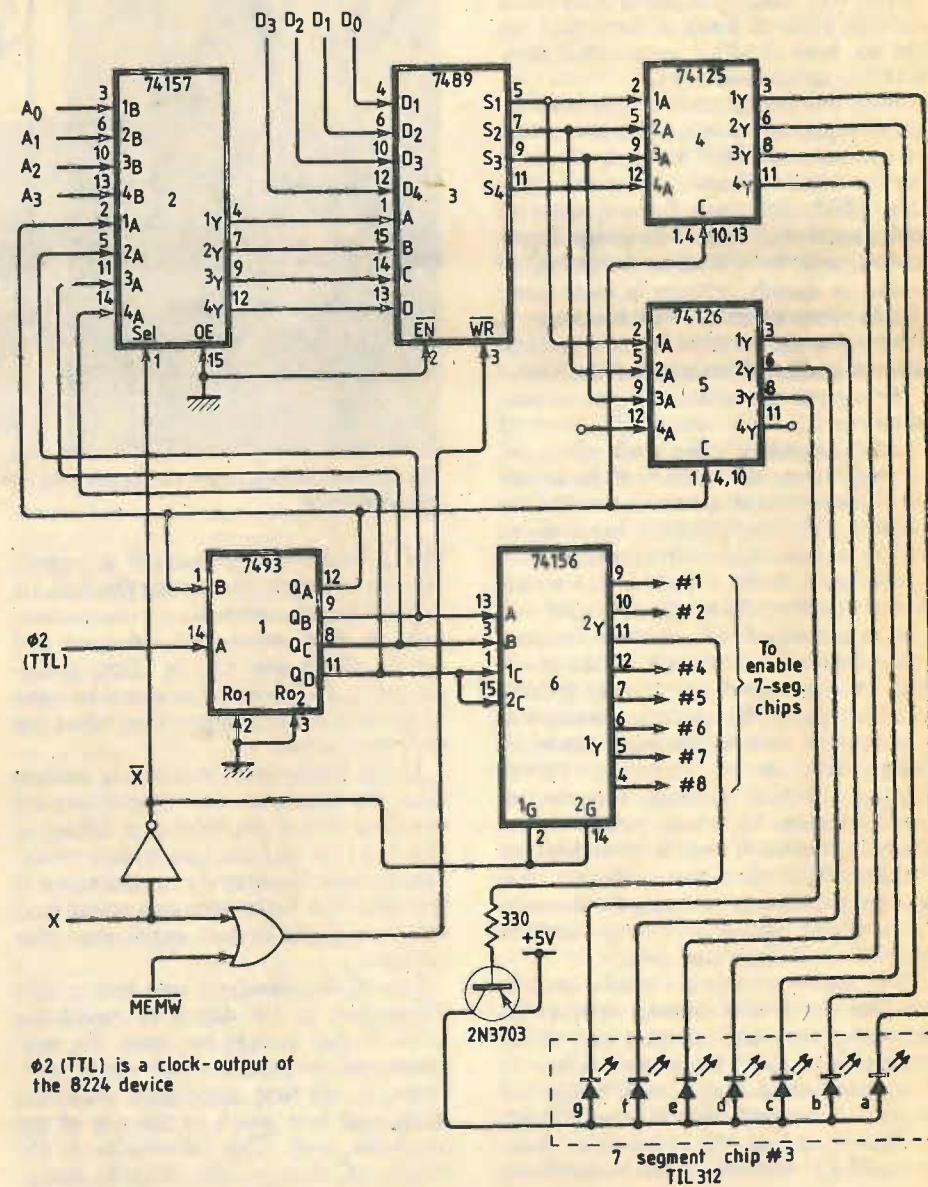 D3 D2 D1 D0
74157
A0 3 1B
A1 6 2B
A2 10 3B
A3 13 4B
2 1A
5 2A
11 3A
14 4A
2
1Y 4
2Y 7
3Y 9
4Y 12
Sel OE
1 15
7489
4 D1
6 D2
10 D3
12 D4
1 A
15 B
14 C
13 D
3
S1 5
S2 7
S3 9
S4 11
EN WR
2 3
74125
2 1A
5 2A
9 3A
12 4A
4
1Y 3
2Y 6
3Y 8
4Y 11
C
1,4 10,13
74126
2 1A
5 2A
9 3A
12 4A
5
1Y 3
2Y 6
3Y 8
4Y 11
C
1 4,10
7493
1 B
ϕ2
(TTL)
14 A
1
QA 12
QB 9
QC 8
QD 11
Ro1 Ro2
2 3
74156
13 A
3 B
1 1C
15 2C
6
2Y
1Y
9 #1
10 #2
11
12 #4
7 #5
6 #6
5 #7
4 #8
1G 2G
2 14
To
enable
7-seg.
chips
X̅
X
M̅E̅M̅W̅
330
+5V
2N3703
ϕ2 (TTL) is a clock-output of
the 8224 device
g f e d c b a
7 segment chip #3
TIL 312